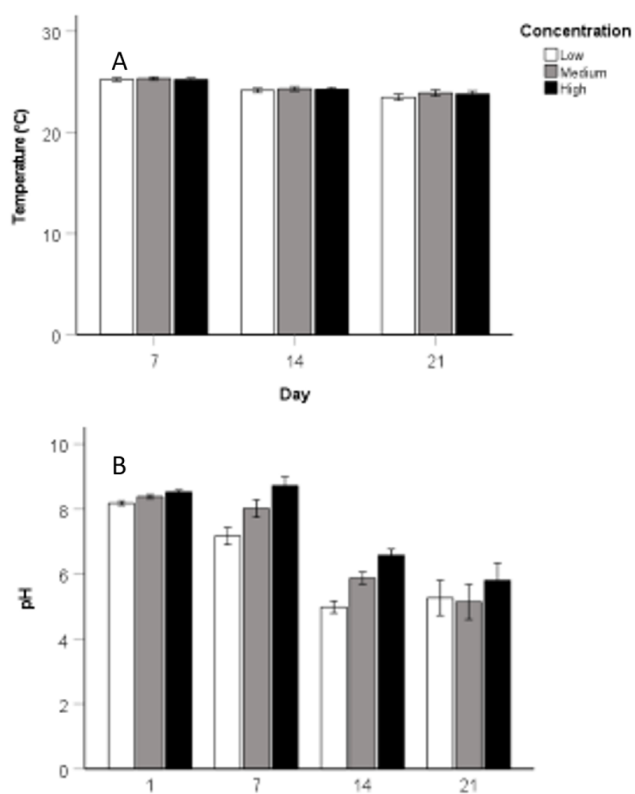 A
Concentration
Low
Medium
High
Temperature (°C)
30
20
10
0
7 14 21
Day
B
pH
10
8
6
4
2
0
1 7 14 21